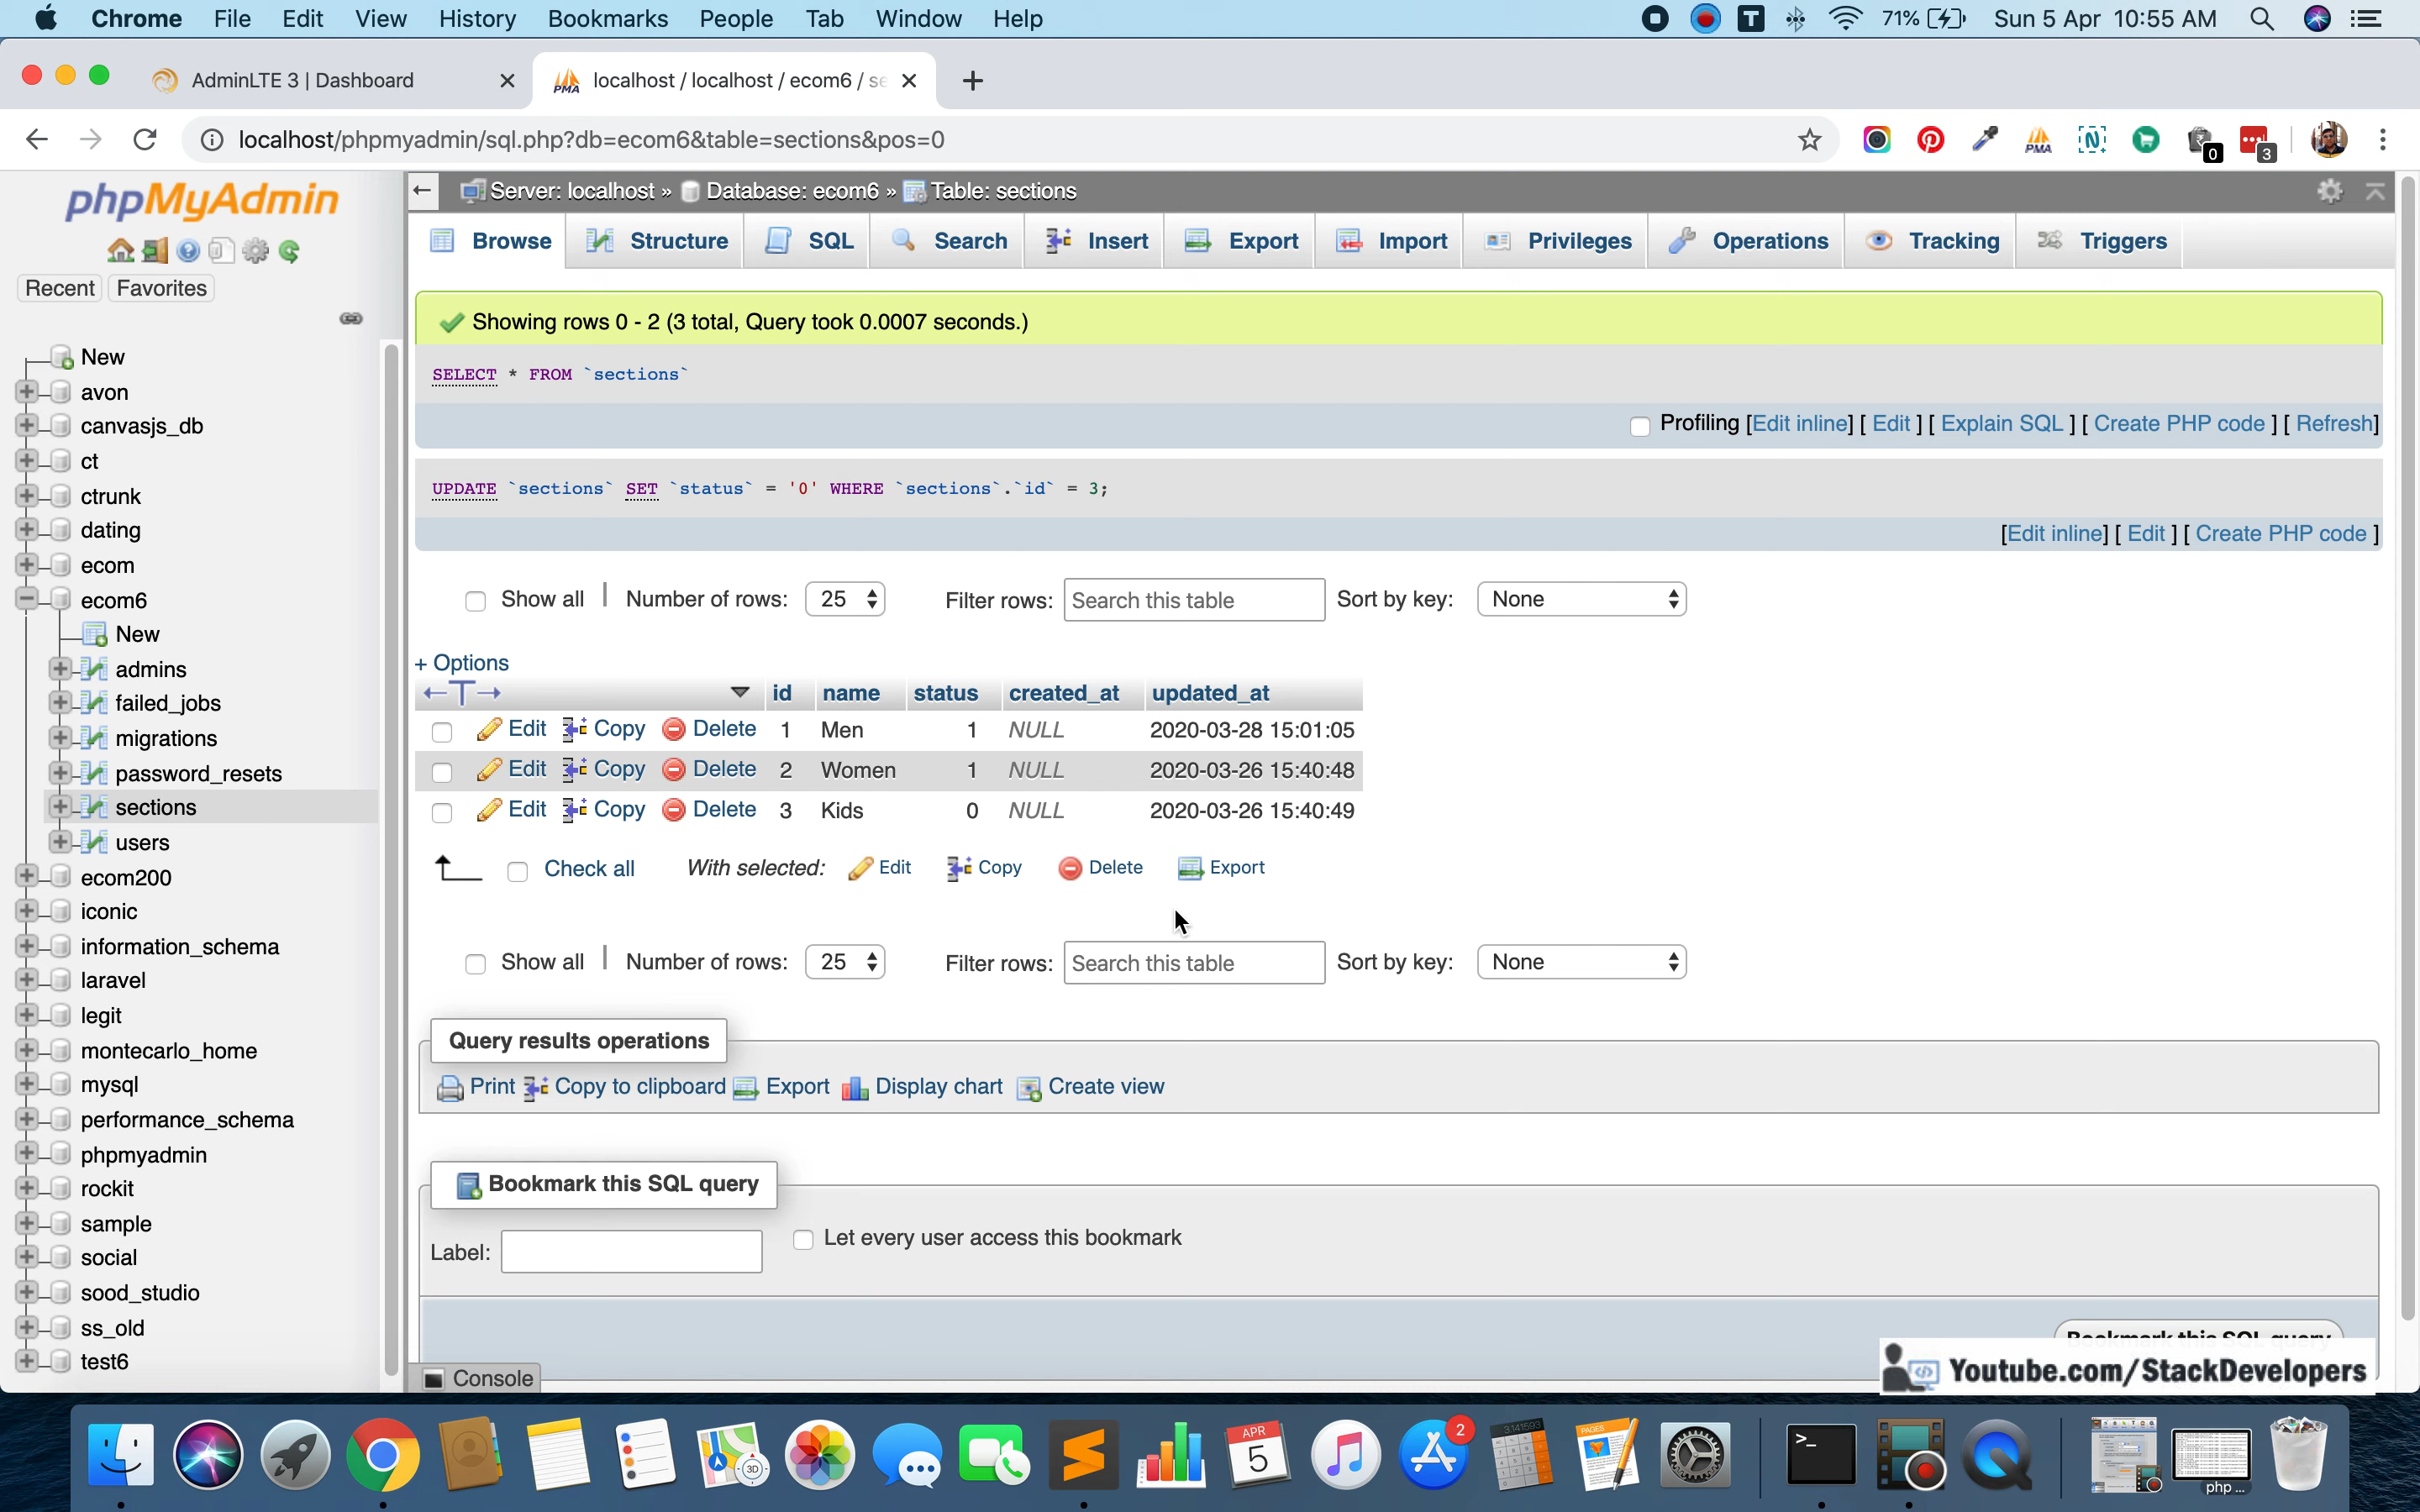 Chrome File Edit View History Bookmarks People Tab Window Help T 71% Sun 5 Apr 10:55 AM
AdminLTE 3 | Dashboard PMA localhost / localhost / ecom6 / se
localhost/phpmyadmin/sql.php?db=ecom6&table=sections&pos=0 PMA N 0 3
phpMyAdmin
Recent Favorites
New
avon
canvasjs_db
ct
ctrunk
dating
ecom
ecom6
New
admins
failed_jobs
migrations
password_resets
sections
users
ecom200
iconic
information_schema
laravel
legit
montecarlo_home
mysql
performance_schema
phpmyadmin
rockit
sample
social
sood_studio
ss_old
test6
Server: localhost » Database: ecom6 » Table: sections
Browse Structure SQL Search Insert Export Import Privileges Operations Tracking Triggers
Showing rows 0 - 2 (3 total, Query took 0.0007 seconds.)
SELECT * FROM `sections`
Profiling [Edit inline] [ Edit ] [ Explain SQL ] [ Create PHP code ] [ Refresh]
UPDATE `sections` SET `status` = '0' WHERE `sections`.`id` = 3;
[Edit inline] [ Edit ] [ Create PHP code ]
Show all | Number of rows: 25 Filter rows: Search this table Sort by key: None
+ Options
←T→ id name status created_at updated_at
Edit Copy Delete 1 Men 1 NULL 2020-03-28 15:01:05
Edit Copy Delete 2 Women 1 NULL 2020-03-26 15:40:48
Edit Copy Delete 3 Kids 0 NULL 2020-03-26 15:40:49
Check all With selected: Edit Copy Delete Export
Show all | Number of rows: 25 Filter rows: Search this table Sort by key: None
Query results operations
Print Copy to clipboard Export Display chart Create view
Bookmark this SQL query
Label: Let every user access this bookmark
Bookmark this SQL query
Console
Youtube.com/StackDevelopers
3D APR 5 2 PAGES >_ php ...